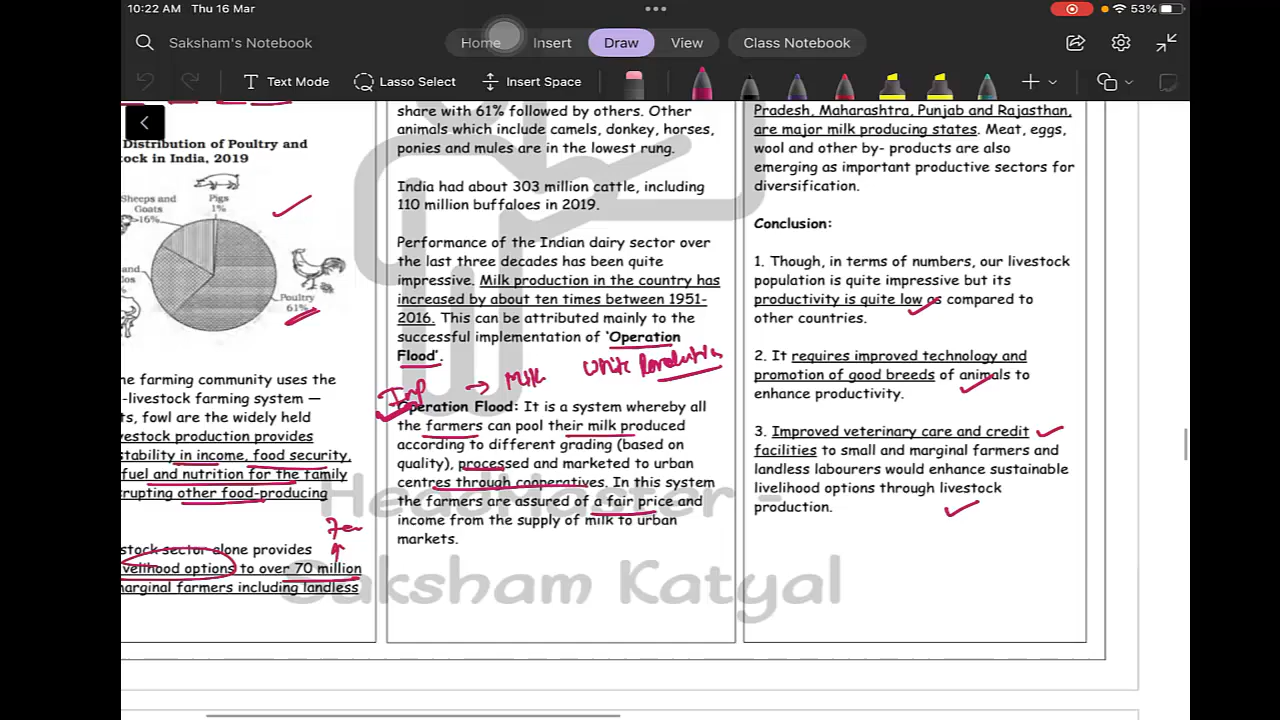 10:22 AM Thu 16 Mar
53%
Saksham's Notebook
Home
Insert
Draw
View
Class Notebook
Text Mode
Lasso Select
Insert Space
Distribution of Poultry and
tock in India, 2019
Sheeps and
Goats
16%
Pigs
1%
and
los
Poultry
61%
ne farming community uses the
-livestock farming system —
ts, fowl are the widely held
vestock production provides
stability in income, food security,
fuel and nutrition for the family
rupting other food-producing
stock sector alone provides
velihood options to over 70 million
marginal farmers including landless
share with 61% followed by others. Other
animals which include camels, donkey, horses,
ponies and mules are in the lowest rung.
India had about 303 million cattle, including
110 million buffaloes in 2019.
Performance of the Indian dairy sector over
the last three decades has been quite
impressive. Milk production in the country has
increased by about ten times between 1951-
2016. This can be attributed mainly to the
successful implementation of ‘Operation
Flood’.
White Revolution
→ Milk
Imp
Operation Flood: It is a system whereby all
the farmers can pool their milk produced
according to different grading (based on
quality), processed and marketed to urban
centres through cooperatives. In this system
the farmers are assured of a fair price and
income from the supply of milk to urban
markets.
Pradesh, Maharashtra, Punjab and Rajasthan,
are major milk producing states. Meat, eggs,
wool and other by- products are also
emerging as important productive sectors for
diversification.
Conclusion:
1. Though, in terms of numbers, our livestock
population is quite impressive but its
productivity is quite low as compared to
other countries.
2. It requires improved technology and
promotion of good breeds of animals to
enhance productivity.
3. Improved veterinary care and credit
facilities to small and marginal farmers and
landless labourers would enhance sustainable
livelihood options through livestock
production.
HeadMaster -
Saksham Katyal